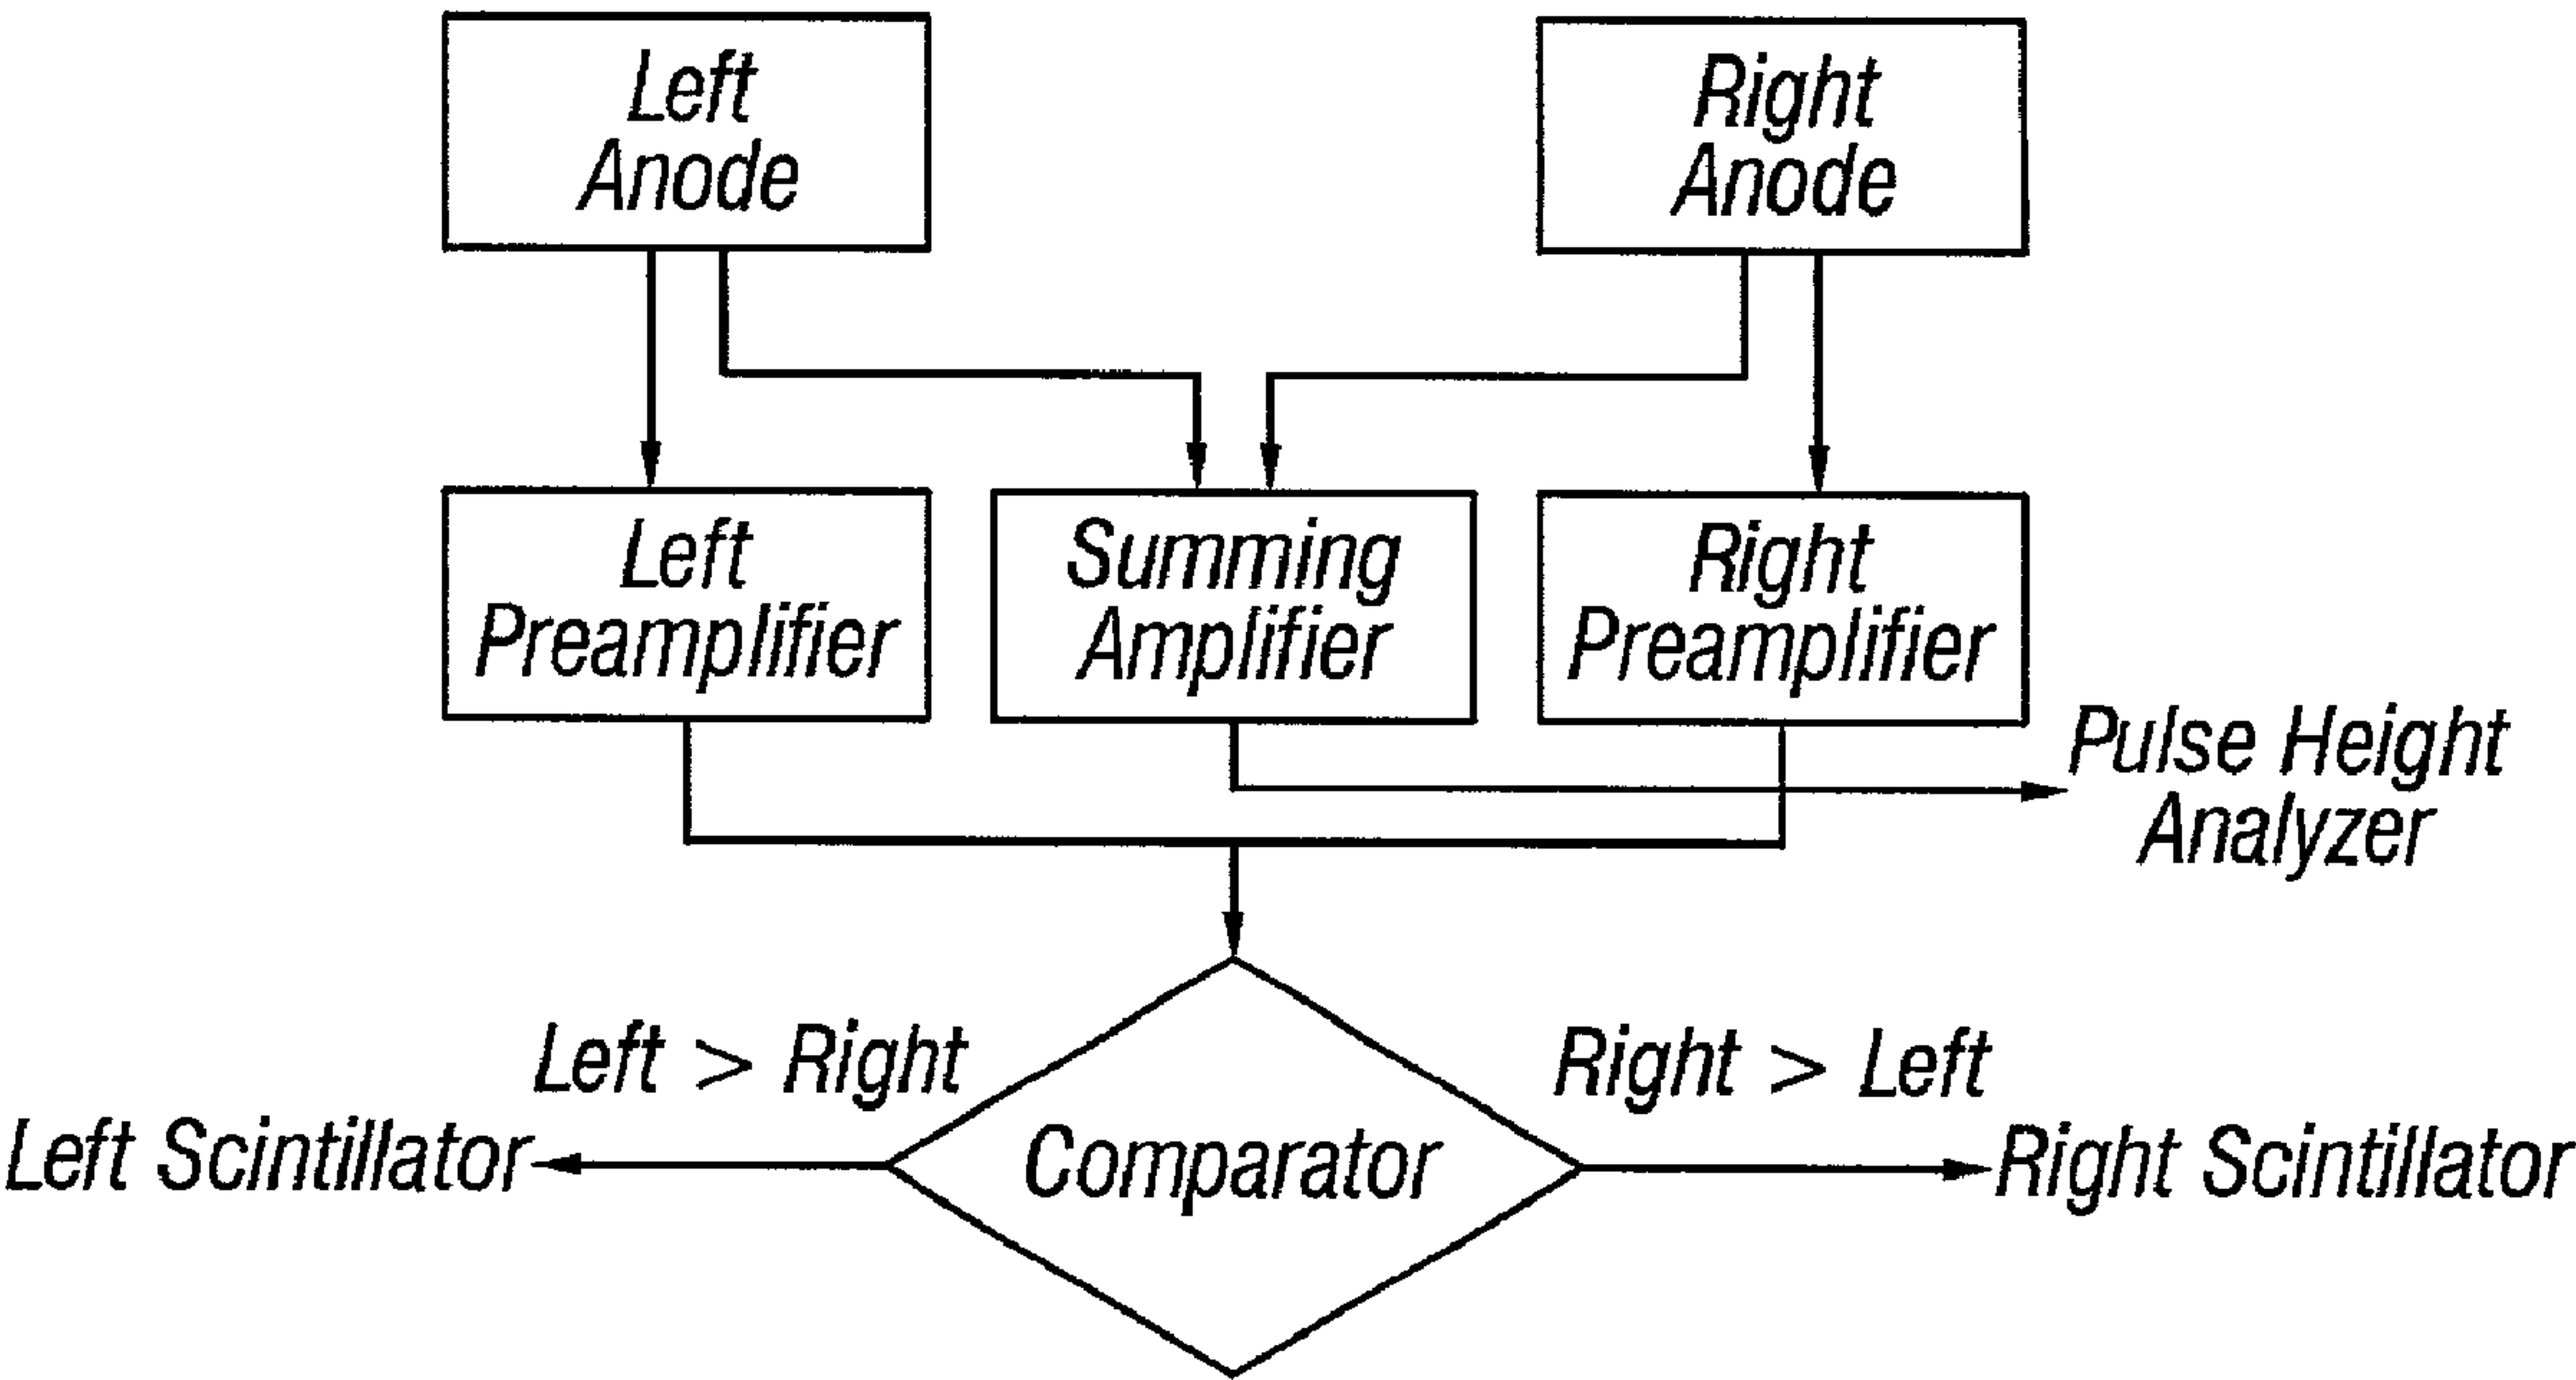 Left
Anode
Right
Anode
Left
Preamplifier
Summing
Amplifier
Right
Preamplifier
Pulse Height
Analyzer
Left > Right
Right > Left
Left Scintillator
Comparator
Right Scintillator